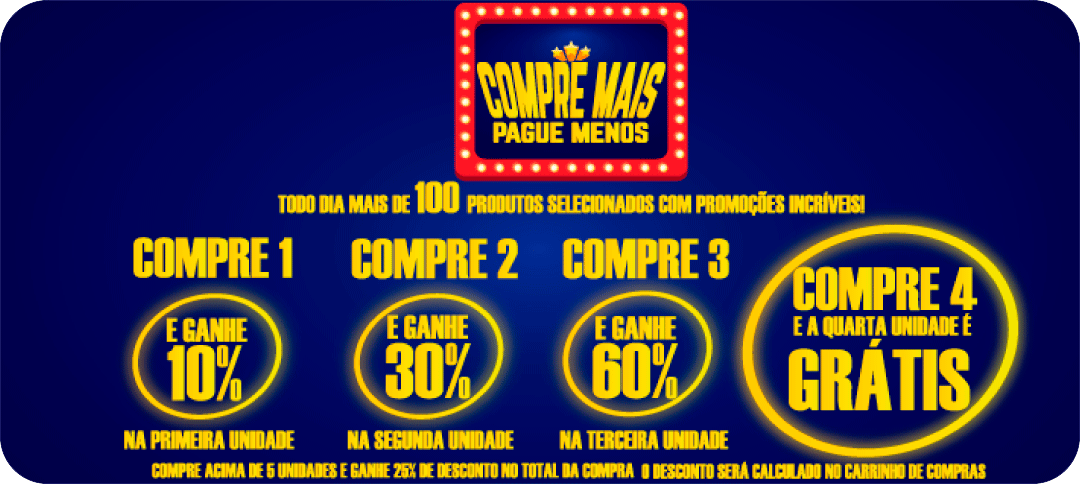 COMPRE MAIS
PAGUE MENOS
TODO DIA MAIS DE 100 PRODUTOS SELECIONADOS COM PROMOÇÕES INCRÍVEIS!
COMPRE 1
E GANHE
10%
NA PRIMEIRA UNIDADE
COMPRE 2
E GANHE
30%
NA SEGUNDA UNIDADE
COMPRE 3
E GANHE
60%
NA TERCEIRA UNIDADE
COMPRE 4
E A QUARTA UNIDADE É
GRÁTIS
COMPRE ACIMA DE 5 UNIDADES E GANHE 25% DE DESCONTO NO TOTAL DA COMPRA O DESCONTO SERÁ CALCULADO NO CARRINHO DE COMPRAS